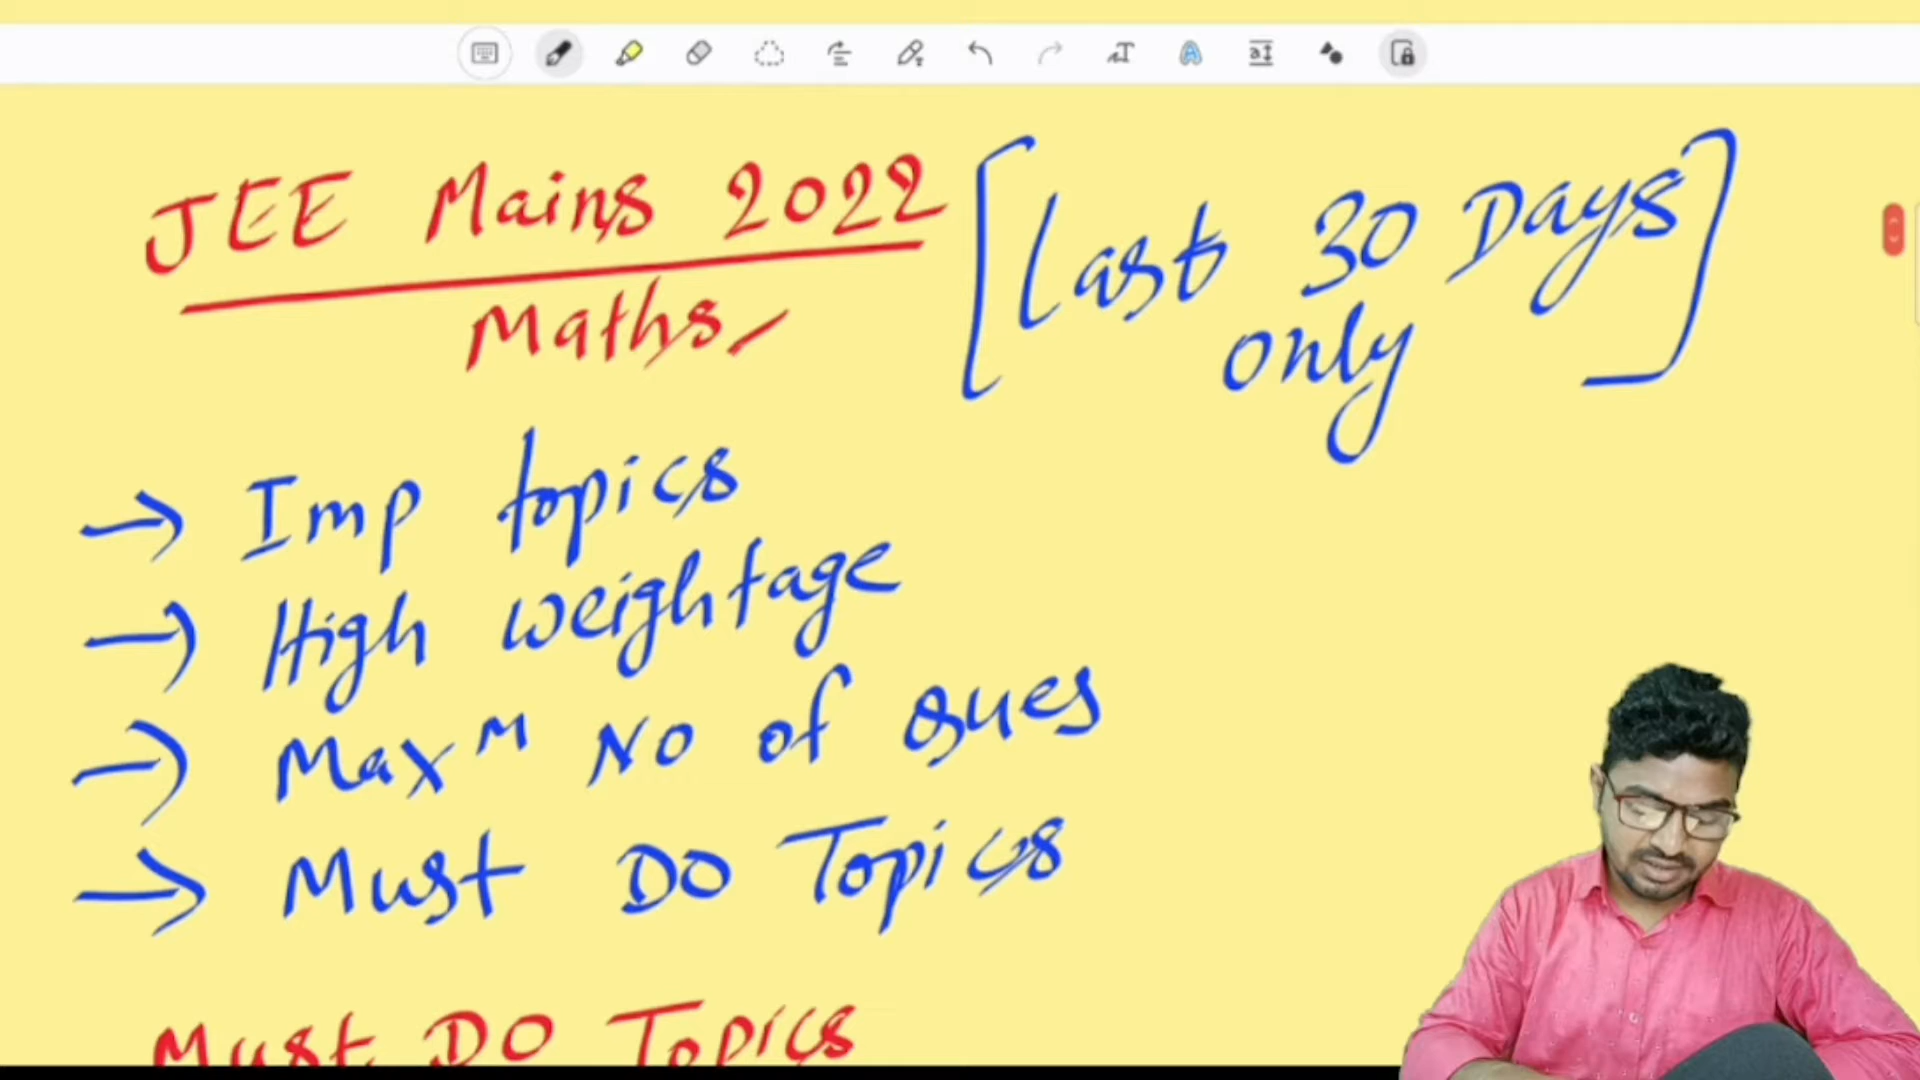 JEE Mains 2022
Maths
[Last 30 Days
only]
→ Imp topics
→ High weightage
→ Maxᴹ No of Ques
→ Must DO Topics
Must DO Topics